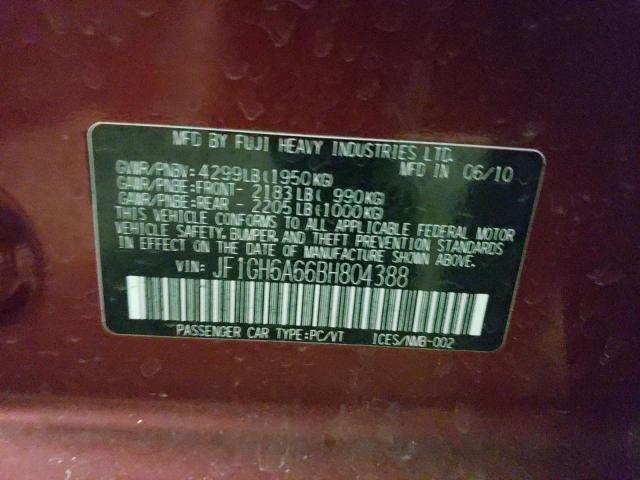 MFD BY FUJI HEAVY INDUSTRIES LTD.
GVWR/PNBV: 4299LB(1950KG) MFD IN 06/10
GAWR/PNBE:FRONT- 2183LB( 990KG)
GAWR/PNBE:REAR - 2205LB(1000KG)
THIS VEHICLE CONFORMS TO ALL APPLICABLE FEDERAL MOTOR
VEHICLE SAFETY, BUMPER, AND THEFT PREVENTION STANDARDS
IN EFFECT ON THE DATE OF MANUFACTURE SHOWN ABOVE.
VIN: JF1GH6A66BH804388
PASSENGER CAR TYPE:PC/VT ICES/NMB-002